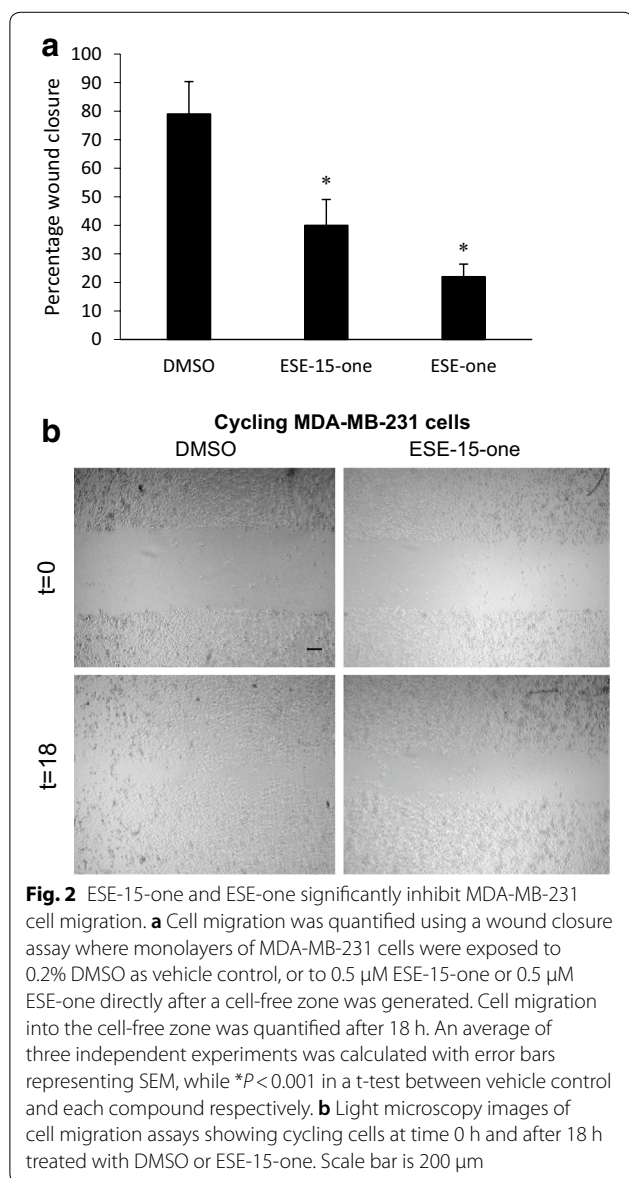 a
100
90
80
70
60
50
40
30
20
10
0
Percentage wound closure
*
*
DMSO ESE-15-one ESE-one
b
Cycling MDA-MB-231 cells
DMSO ESE-15-one
t=0
t=18
Fig. 2 ESE-15-one and ESE-one significantly inhibit MDA-MB-231
cell migration. a Cell migration was quantified using a wound closure
assay where monolayers of MDA-MB-231 cells were exposed to
0.2% DMSO as vehicle control, or to 0.5 µM ESE-15-one or 0.5 µM
ESE-one directly after a cell-free zone was generated. Cell migration
into the cell-free zone was quantified after 18 h. An average of
three independent experiments was calculated with error bars
representing SEM, while *P < 0.001 in a t-test between vehicle control
and each compound respectively. b Light microscopy images of
cell migration assays showing cycling cells at time 0 h and after 18 h
treated with DMSO or ESE-15-one. Scale bar is 200 µm